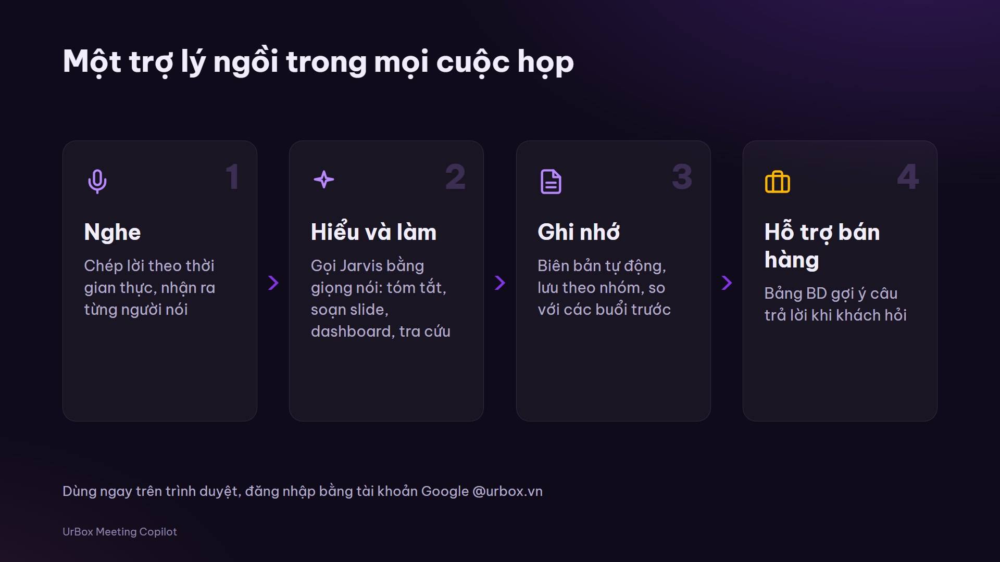 Một trợ lý ngồi trong mọi cuộc họp
1
Nghe
Chép lời theo thời
gian thực, nhận ra
từng người nói
2
Hiểu và làm
Gọi Jarvis bằng
giọng nói: tóm tắt,
soạn slide,
dashboard, tra cứu
3
Ghi nhớ
Biên bản tự động,
lưu theo nhóm, so
với các buổi trước
4
Hỗ trợ bán
hàng
Bảng BD gợi ý câu
trả lời khi khách hỏi
Dùng ngay trên trình duyệt, đăng nhập bằng tài khoản Google @urbox.vn
UrBox Meeting Copilot